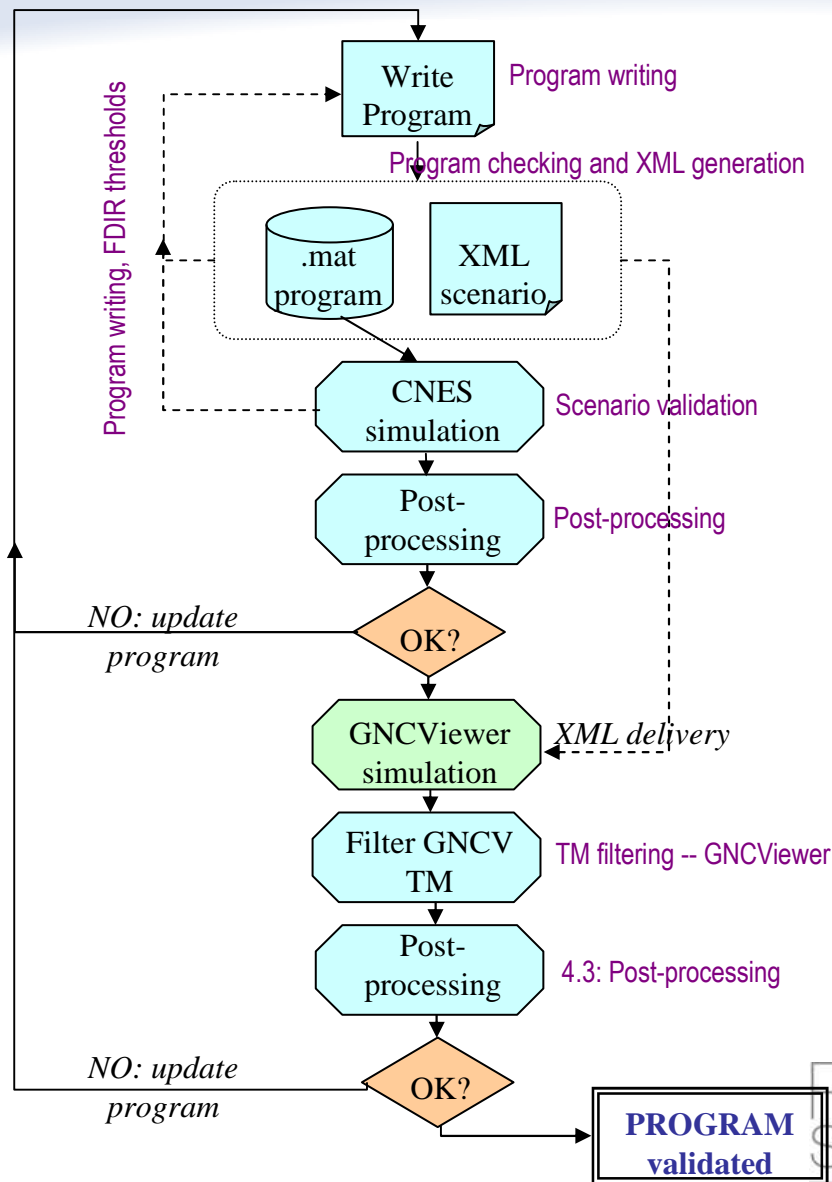 Write
Program
Program writing
Program checking and XML generation
Program writing, FDIR thresholds
.mat
program
XML
scenario
CNES
simulation
Scenario validation
Post-
processing
Post-processing
NO: update
program
OK?
GNCViewer
simulation
XML delivery
Filter GNCV
TM
TM filtering -- GNCViewer
Post-
processing
4.3: Post-processing
NO: update
program
OK?
PROGRAM
validated